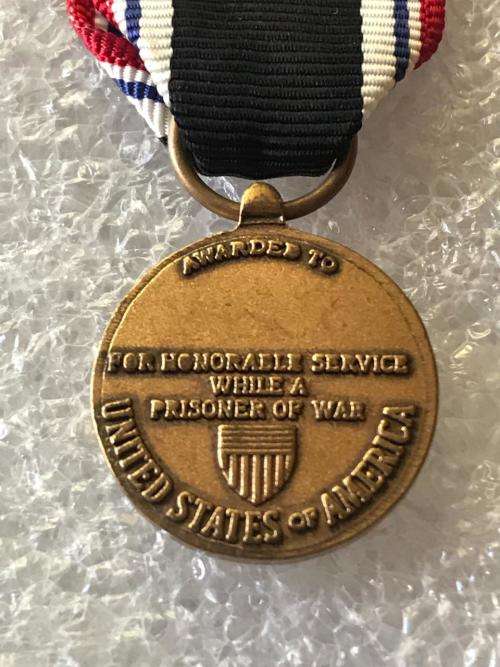 AWARDED TO
FOR HONORABLE SERVICE
WHILE A
PRISONER OF WAR
UNITED STATES OF AMERICA